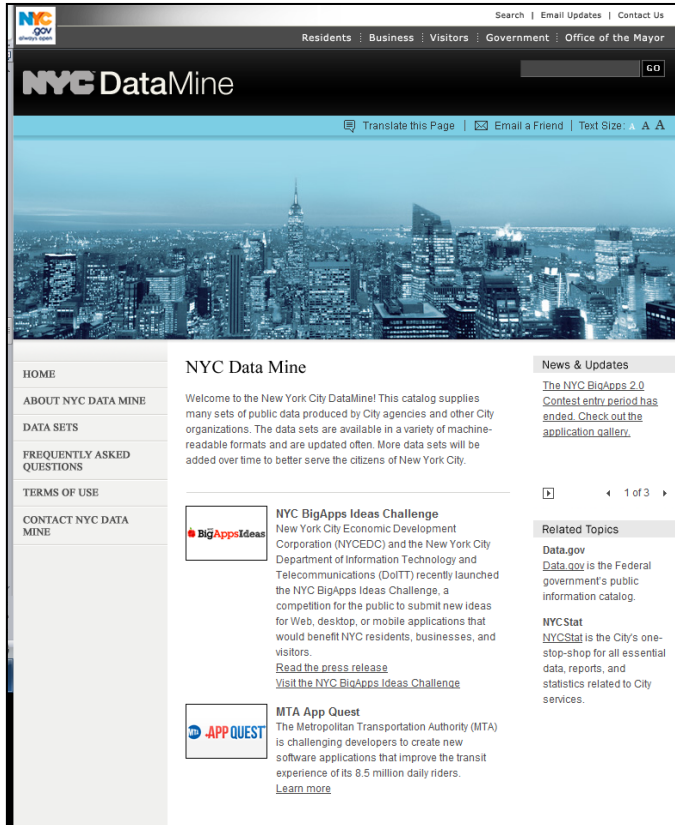 NYC
.gov
always open
Search | Email Updates | Contact Us
Residents Business Visitors Government Office of the Mayor
NYC DataMine
GO
Translate this Page | Email a Friend | Text Size: A A A
HOME
ABOUT NYC DATA MINE
DATA SETS
FREQUENTLY ASKED
QUESTIONS
TERMS OF USE
CONTACT NYC DATA
MINE
NYC Data Mine
Welcome to the New York City DataMine! This catalog supplies
many sets of public data produced by City agencies and other City
organizations. The data sets are available in a variety of machine-
readable formats and are updated often. More data sets will be
added over time to better serve the citizens of New York City.
BigAppsIdeas
NYC BigApps Ideas Challenge
New York City Economic Development
Corporation (NYCEDC) and the New York City
Department of Information Technology and
Telecommunications (DoITT) recently launched
the NYC BigApps Ideas Challenge, a
competition for the public to submit new ideas
for Web, desktop, or mobile applications that
would benefit NYC residents, businesses, and
visitors.
Read the press release
Visit the NYC BigApps Ideas Challenge
MTA APP QUEST
MTA App Quest
The Metropolitan Transportation Authority (MTA)
is challenging developers to create new
software applications that improve the transit
experience of its 8.5 million daily riders.
Learn more
News & Updates
The NYC BigApps 2.0
Contest entry period has
ended. Check out the
application gallery.
1 of 3
Related Topics
Data.gov
Data.gov is the Federal
government's public
information catalog.
NYCStat
NYCStat is the City's one-
stop-shop for all essential
data, reports, and
statistics related to City
services.